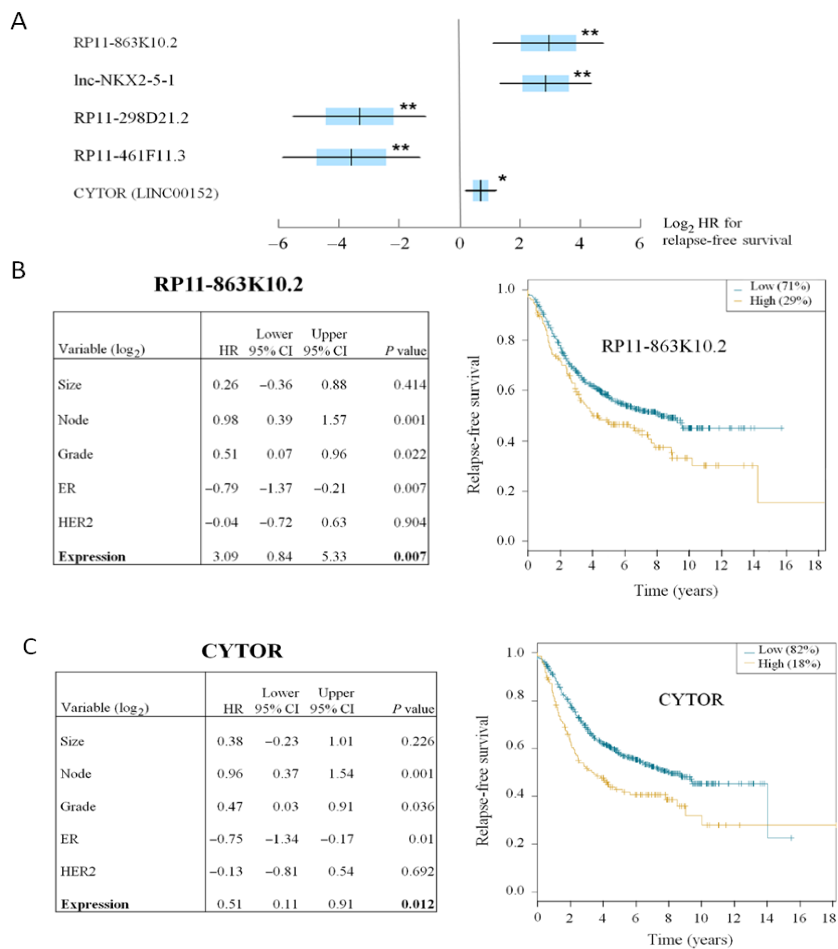 A
RP11-863K10.2 **
lnc-NKX2-5-1 **
RP11-298D21.2 **
RP11-461F11.3 **
CYTOR (LINC00152) *
−6 −4 −2 0 2 4 6
Log2 HR for
relapse-free survival
B
RP11-863K10.2
Variable (log2) HR Lower 95% CI Upper 95% CI P value
Size 0.26 −0.36 0.88 0.414
Node 0.98 0.39 1.57 0.001
Grade 0.51 0.07 0.96 0.022
ER −0.79 −1.37 −0.21 0.007
HER2 −0.04 −0.72 0.63 0.904
Expression 3.09 0.84 5.33 0.007
Low (71%)
High (29%)
RP11-863K10.2
Relapse-free survival
1.0
0.8
0.6
0.4
0.2
0.0
0 2 4 6 8 10 12 14 16 18
Time (years)
C
CYTOR
Variable (log2) HR Lower 95% CI Upper 95% CI P value
Size 0.38 −0.23 1.01 0.226
Node 0.96 0.37 1.54 0.001
Grade 0.47 0.03 0.91 0.036
ER −0.75 −1.34 −0.17 0.01
HER2 −0.13 −0.81 0.54 0.692
Expression 0.51 0.11 0.91 0.012
Low (82%)
High (18%)
CYTOR
Relapse-free survival
1.0
0.8
0.6
0.4
0.2
0.0
0 2 4 6 8 10 12 14 16 18
Time (years)